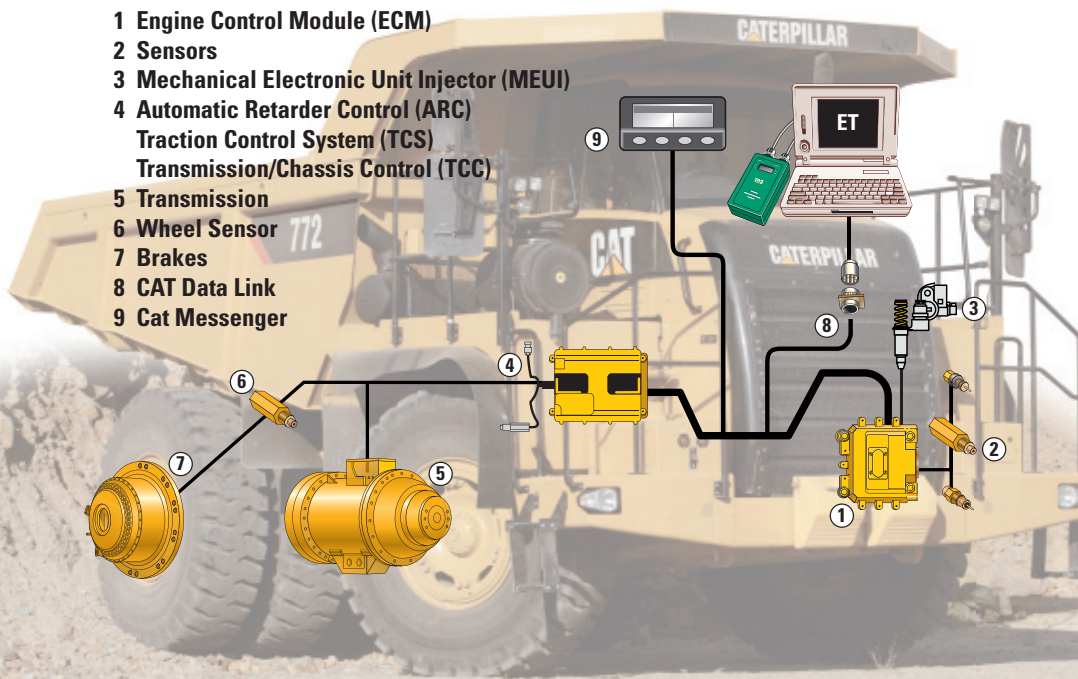 1 Engine Control Module (ECM)
2 Sensors
3 Mechanical Electronic Unit Injector (MEUI)
4 Automatic Retarder Control (ARC)
Traction Control System (TCS)
Transmission/Chassis Control (TCC)
5 Transmission
6 Wheel Sensor
7 Brakes
8 CAT Data Link
9 Cat Messenger
CATERPILLAR
ET
9
772
CAT
CATERPILLAR
8
3
4
6
7
5
2
1